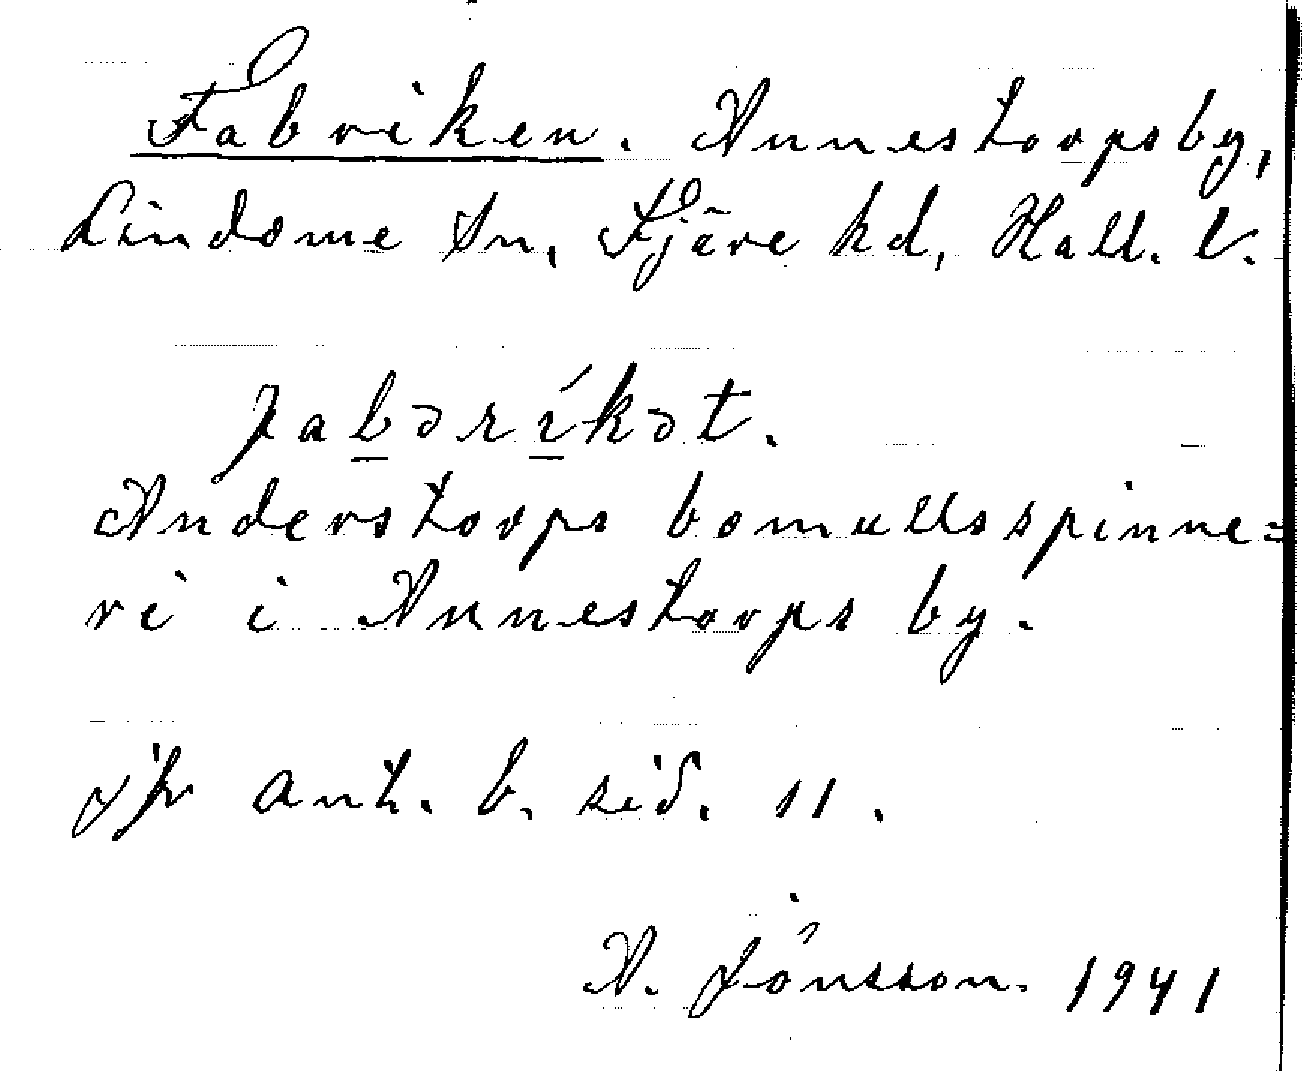 Fabriken. Annestorps by,
Lindome sn, Fjäre hd, Hall. l.
fabəríkət.
Anderstorps bomullsspinne=
ri i Annestorps by.
jfr ant. b. sid. 11.
A. Jönsson. 1941